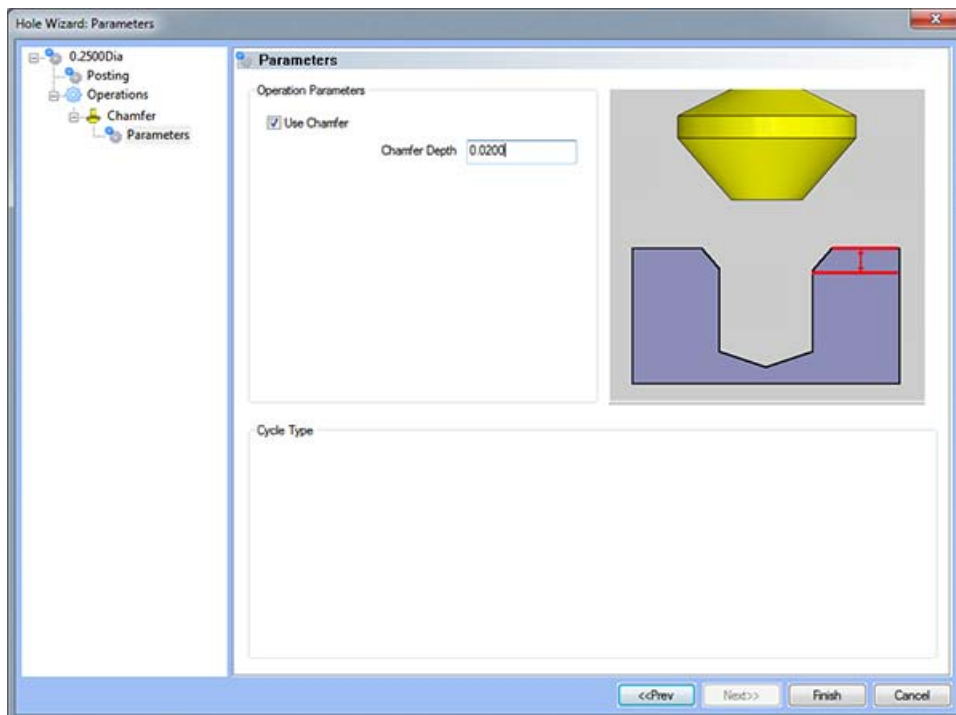 Hole Wizard: Parameters
0.2500Dia
Posting
Operations
Chamfer
Parameters
Parameters
Operation Parameters
Use Chamfer
Chamfer Depth 0.0200
Cycle Type
<<Prev Next>> Finish Cancel